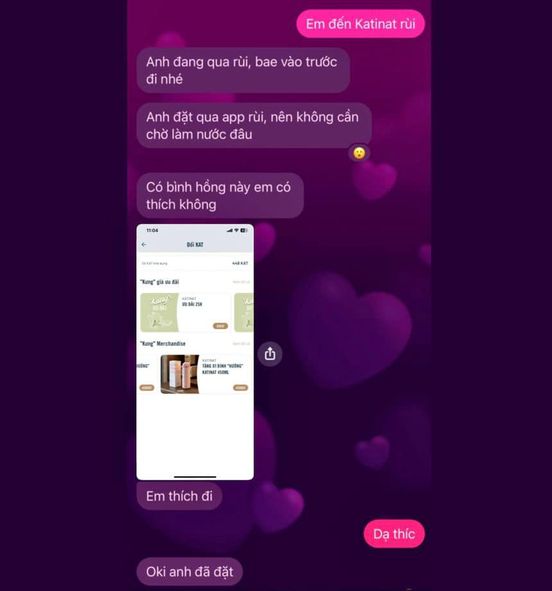 Em đến Katinat rùi
Anh đang qua rùi, bae vào trước
đi nhé
Anh đặt qua app rùi, nên không cần
chờ làm nước đâu
Có bình hồng này em có
thích không
11:04
Đổi KAT
"Kung" giá ưu đãi
KATINAT
ƯU ĐÃI 25K
"Kung" Merchandise
KATINAT
TẶNG 01 BÌNH "HƯỜNG"
KATINAT 450ML
Em thích đi
Dạ thíc
Oki anh đã đặt